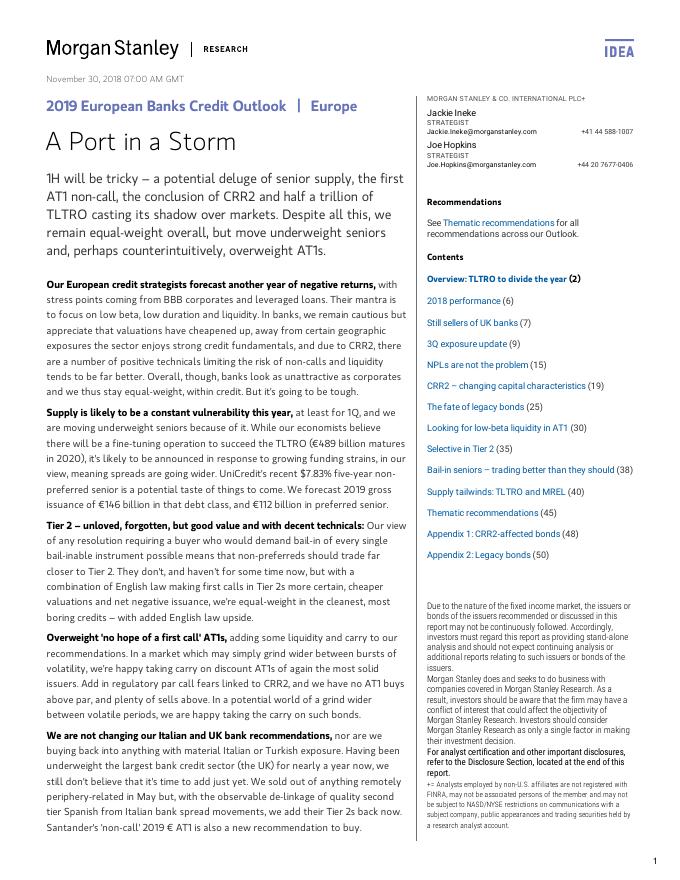 Morgan Stanley | RESEARCH
IDEA
November 30, 2018 07:00 AM GMT
2019 European Banks Credit Outlook | Europe
A Port in a Storm
1H will be tricky – a potential deluge of senior supply, the first
AT1 non-call, the conclusion of CRR2 and half a trillion of
TLTRO casting its shadow over markets. Despite all this, we
remain equal-weight overall, but move underweight seniors
and, perhaps counterintuitively, overweight AT1s.
Our European credit strategists forecast another year of negative returns, with
stress points coming from BBB corporates and leveraged loans. Their mantra is
to focus on low beta, low duration and liquidity. In banks, we remain cautious but
appreciate that valuations have cheapened up, away from certain geographic
exposures the sector enjoys strong credit fundamentals, and due to CRR2, there
are a number of positive technicals limiting the risk of non-calls and liquidity
tends to be far better. Overall, though, banks look as unattractive as corporates
and we thus stay equal-weight, within credit. But it's going to be tough.
Supply is likely to be a constant vulnerability this year, at least for 1Q, and we
are moving underweight seniors because of it. While our economists believe
there will be a fine-tuning operation to succeed the TLTRO (€489 billion matures
in 2020), it's likely to be announced in response to growing funding strains, in our
view, meaning spreads are going wider. UniCredit's recent $7.83% five-year non-
preferred senior is a potential taste of things to come. We forecast 2019 gross
issuance of €146 billion in that debt class, and €112 billion in preferred senior.
Tier 2 – unloved, forgotten, but good value and with decent technicals: Our view
of any resolution requiring a buyer who would demand bail-in of every single
bail-inable instrument possible means that non-preferreds should trade far
closer to Tier 2. They don't, and haven't for some time now, but with a
combination of English law making first calls in Tier 2s more certain, cheaper
valuations and net negative issuance, we're equal-weight in the cleanest, most
boring credits – with added English law upside.
Overweight 'no hope of a first call' AT1s, adding some liquidity and carry to our
recommendations. In a market which may simply grind wider between bursts of
volatility, we're happy taking carry on discount AT1s of again the most solid
issuers. Add in regulatory par call fears linked to CRR2, and we have no AT1 buys
above par, and plenty of sells above. In a potential world of a grind wider
between volatile periods, we are happy taking the carry on such bonds.
We are not changing our Italian and UK bank recommendations, nor are we
buying back into anything with material Italian or Turkish exposure. Having been
underweight the largest bank credit sector (the UK) for nearly a year now, we
still don't believe that it's time to add just yet. We sold out of anything remotely
periphery-related in May but, with the observable de-linkage of quality second
tier Spanish from Italian bank spread movements, we add their Tier 2s back now.
Santander's 'non-call' 2019 € AT1 is also a new recommendation to buy.
MORGAN STANLEY & CO. INTERNATIONAL PLC+
Jackie Ineke
STRATEGIST
Jackie.Ineke@morganstanley.com +41 44 588-1007
Joe Hopkins
STRATEGIST
Joe.Hopkins@morganstanley.com +44 20 7677-0406
Recommendations
See Thematic recommendations for all
recommendations across our Outlook.
Contents
Overview: TLTRO to divide the year (2)
2018 performance (6)
Still sellers of UK banks (7)
3Q exposure update (9)
NPLs are not the problem (15)
CRR2 – changing capital characteristics (19)
The fate of legacy bonds (25)
Looking for low-beta liquidity in AT1 (30)
Selective in Tier 2 (35)
Bail-in seniors – trading better than they should (38)
Supply tailwinds: TLTRO and MREL (40)
Thematic recommendations (45)
Appendix 1: CRR2-affected bonds (48)
Appendix 2: Legacy bonds (50)
Due to the nature of the fixed income market, the issuers or
bonds of the issuers recommended or discussed in this
report may not be continuously followed. Accordingly,
investors must regard this report as providing stand-alone
analysis and should not expect continuing analysis or
additional reports relating to such issuers or bonds of the
issuers.
Morgan Stanley does and seeks to do business with
companies covered in Morgan Stanley Research. As a
result, investors should be aware that the firm may have a
conflict of interest that could affect the objectivity of
Morgan Stanley Research. Investors should consider
Morgan Stanley Research as only a single factor in making
their investment decision.
For analyst certification and other important disclosures,
refer to the Disclosure Section, located at the end of this
report.
+= Analysts employed by non-U.S. affiliates are not registered with
FINRA, may not be associated persons of the member and may not
be subject to NASD/NYSE restrictions on communications with a
subject company, public appearances and trading securities held by
a research analyst account.
1